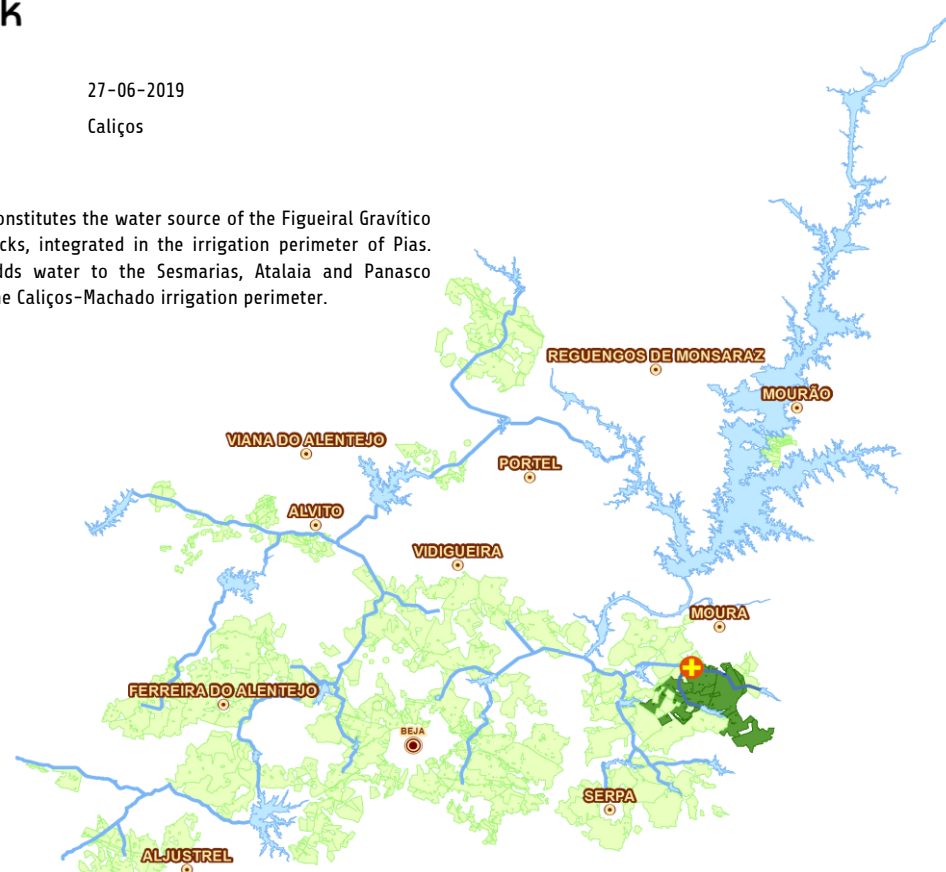 k
27-06-2019
Caliços
onstitutes the water source of the Figueiral Gravítico
cks, integrated in the irrigation perimeter of Pias.
dds water to the Sesmarias, Atalaia and Panasco
he Caliços-Machado irrigation perimeter.
REGUENGOS DE MONSARAZ
MOURÃO
VIANA DO ALENTEJO
PORTEL
ALVITO
VIDIGUEIRA
MOURA
FERREIRA DO ALENTEJO
BEJA
SERPA
ALJUSTREL